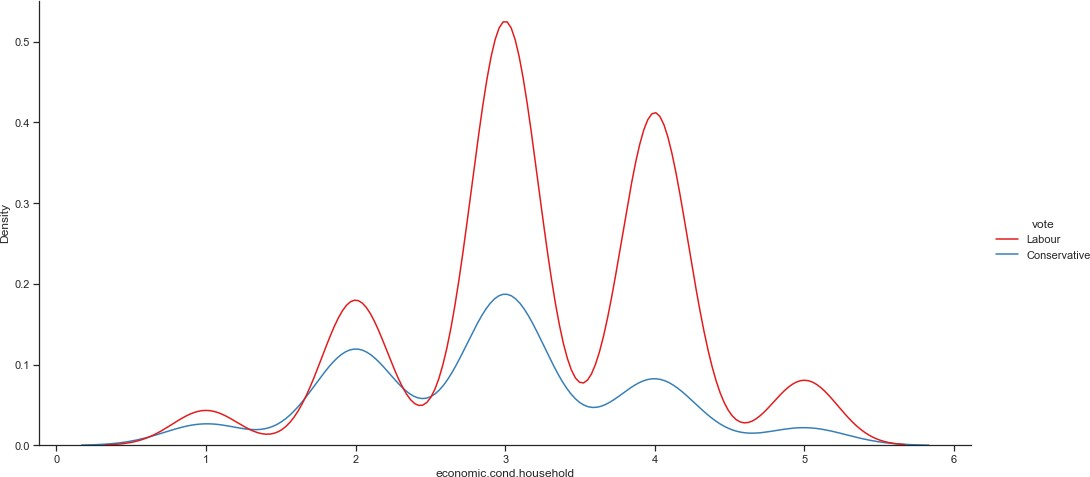 0.5
0.4
0.3
0.2
0.1
0.0
Density
0 1 2 3 4 5 6
economic.cond.household
vote
Labour
Conservative